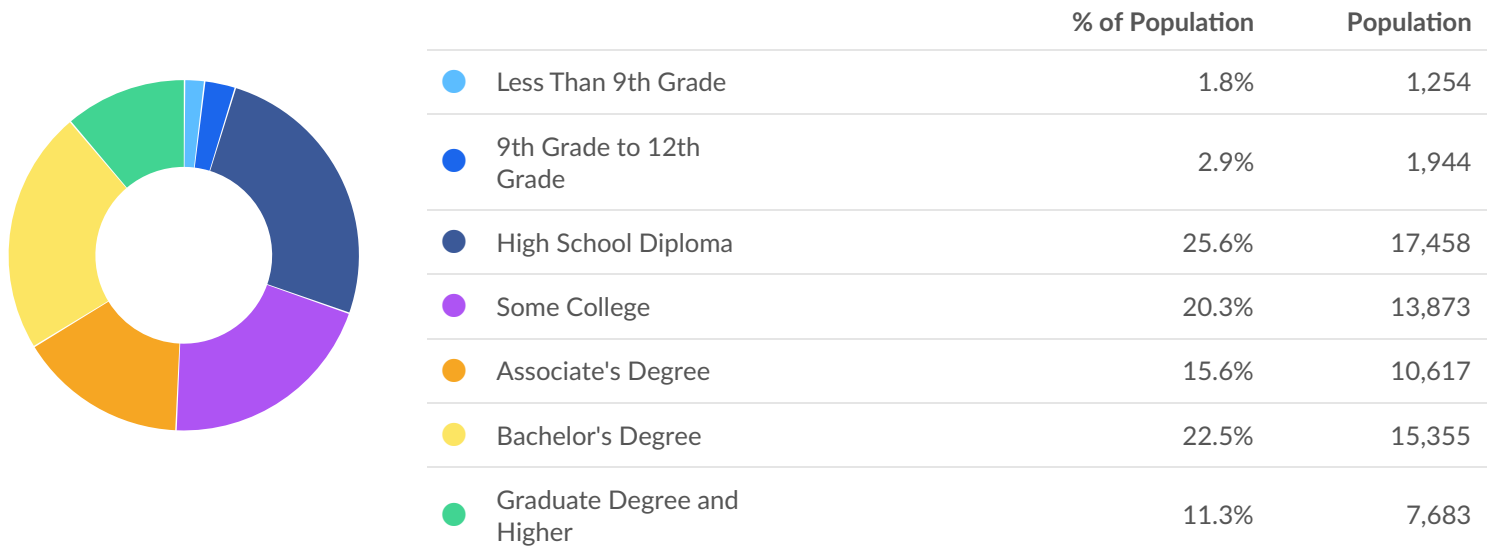 % of Population Population
Less Than 9th Grade 1.8% 1,254
9th Grade to 12th
Grade 2.9% 1,944
High School Diploma 25.6% 17,458
Some College 20.3% 13,873
Associate's Degree 15.6% 10,617
Bachelor's Degree 22.5% 15,355
Graduate Degree and
Higher 11.3% 7,683